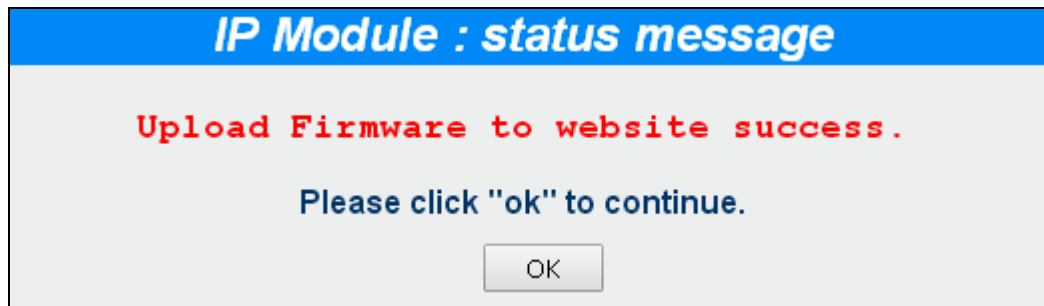 IP Module : status message
Upload Firmware to website success.
Please click "ok" to continue.
OK